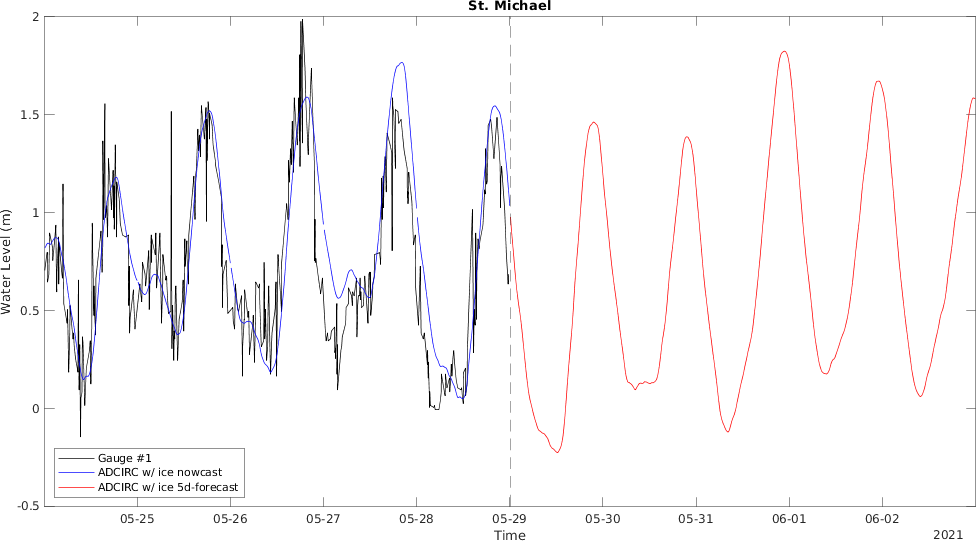 St. Michael
2
1.5
1
0.5
0
-0.5
Water Level (m)
Gauge #1
ADCIRC w/ ice nowcast
ADCIRC w/ ice 5d-forecast
05-25 05-26 05-27 05-28 05-29 05-30 05-31 06-01 06-02
Time
2021